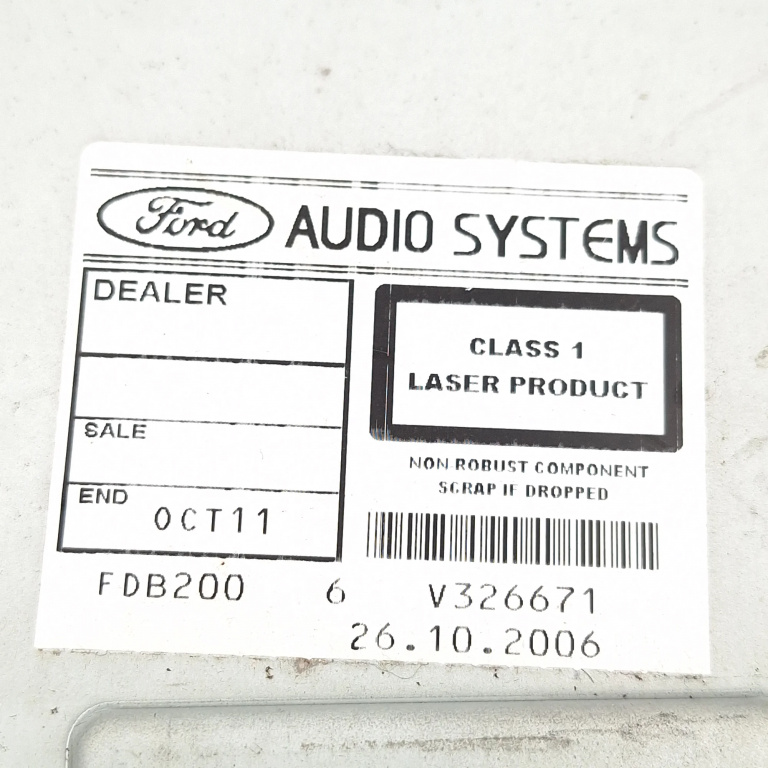 Ford AUDIO SYSTEMS
DEALER
CLASS 1
LASER PRODUCT
SALE
NON-ROBUST COMPONENT
SCRAP IF DROPPED
END OCT11
FDB200 6 V326671
26.10.2006